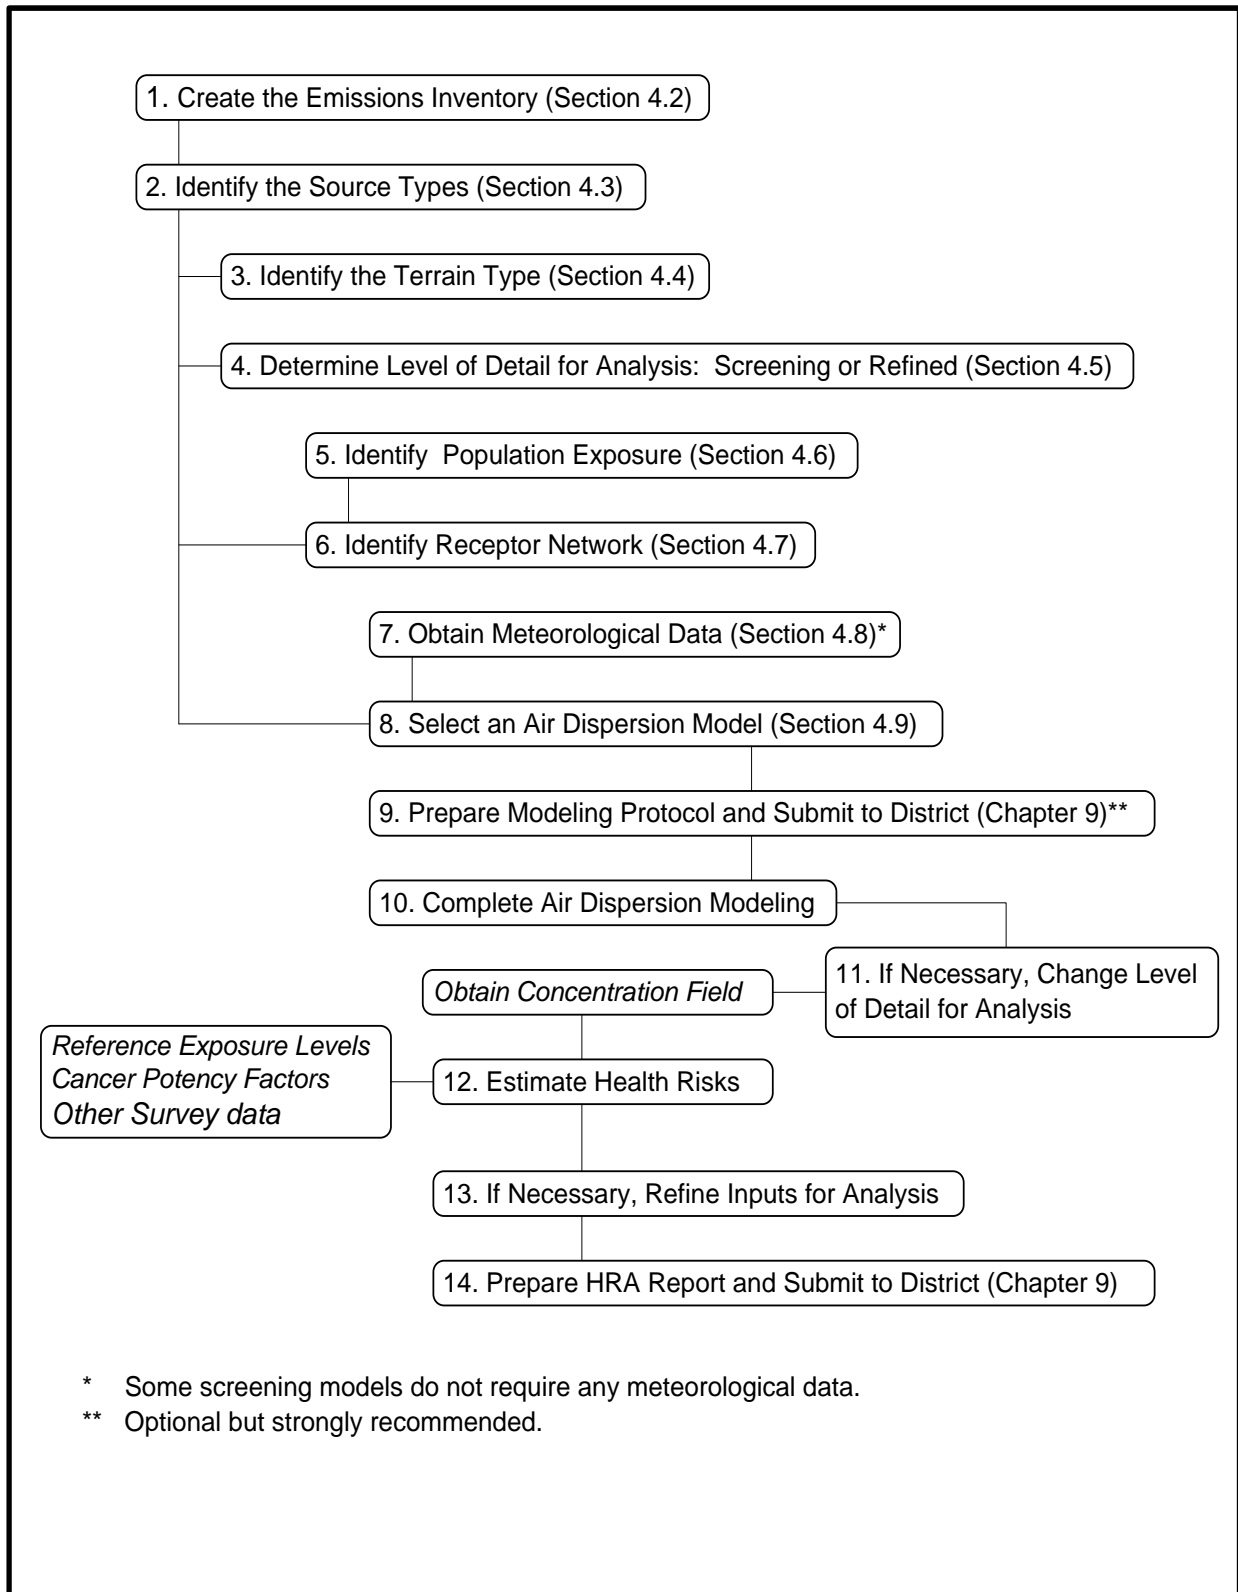 1. Create the Emissions Inventory (Section 4.2)
2. Identify the Source Types (Section 4.3)
3. Identify the Terrain Type (Section 4.4)
4. Determine Level of Detail for Analysis:  Screening or Refined (Section 4.5)
5. Identify  Population Exposure (Section 4.6)
6. Identify Receptor Network (Section 4.7)
7. Obtain Meteorological Data (Section 4.8)*
8. Select an Air Dispersion Model (Section 4.9)
9. Prepare Modeling Protocol and Submit to District (Chapter 9)**
10. Complete Air Dispersion Modeling
11. If Necessary, Change Level
of Detail for Analysis
Obtain Concentration Field
Reference Exposure Levels
Cancer Potency Factors
Other Survey data
12. Estimate Health Risks
13. If Necessary, Refine Inputs for Analysis
14. Prepare HRA Report and Submit to District (Chapter 9)
* Some screening models do not require any meteorological data.
** Optional but strongly recommended.